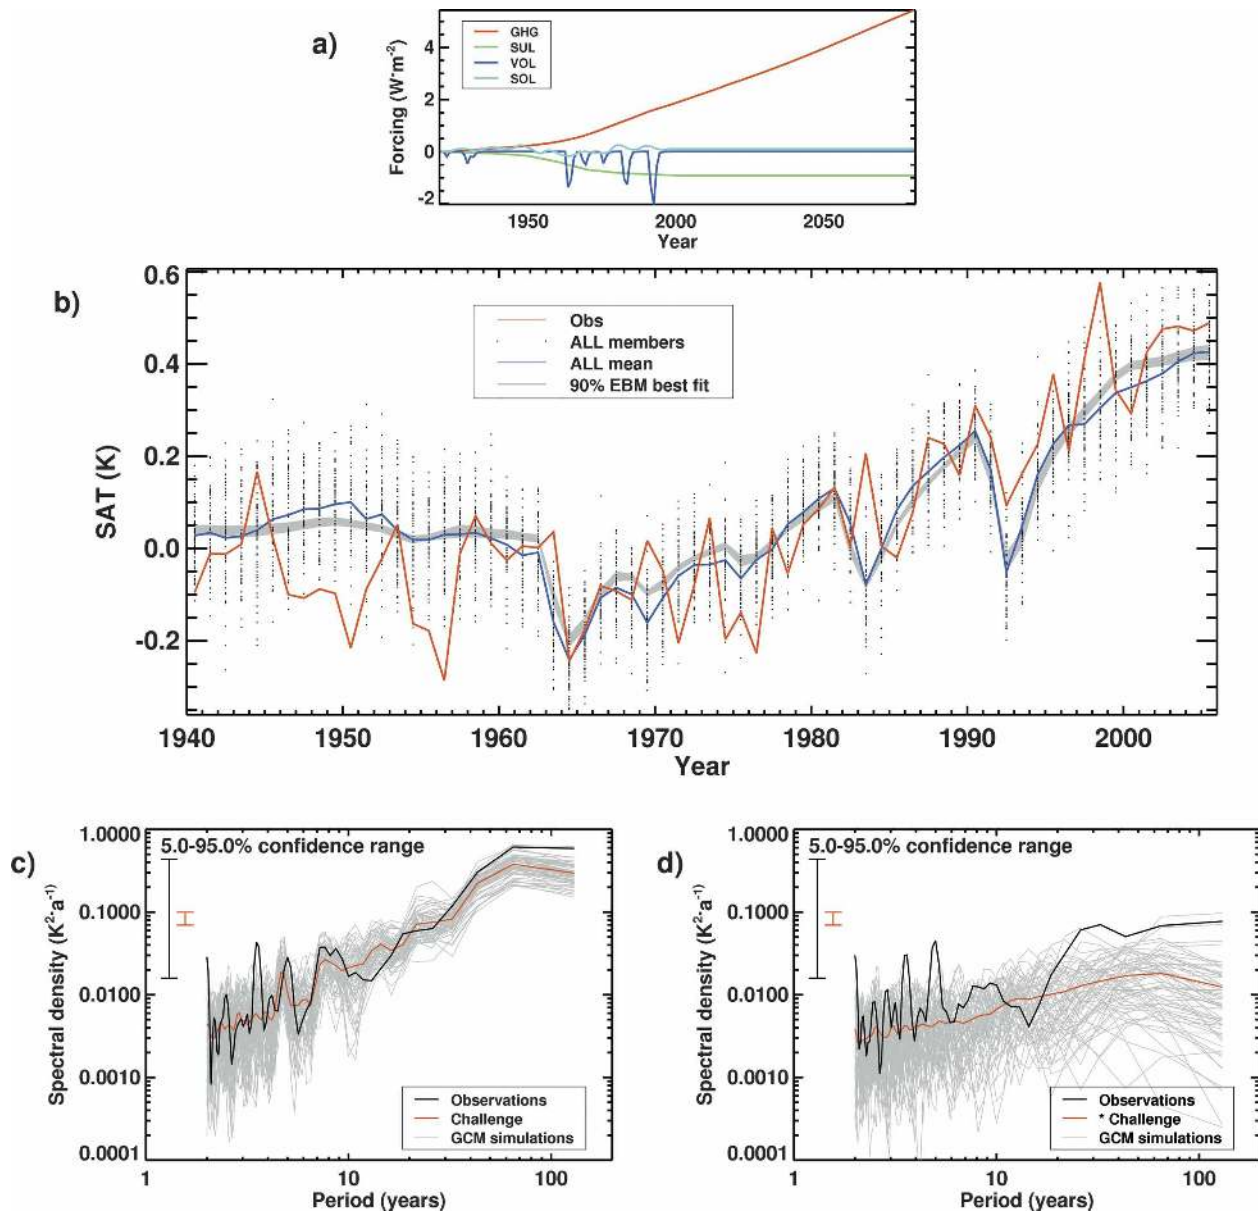 a)
Forcing (W·m⁻²)
4
2
0
-2
GHG
SUL
VOL
SOL
1950
2000
2050
Year
b)
SAT (K)
0.6
0.4
0.2
0.0
-0.2
Obs
ALL members
ALL mean
90% EBM best fit
1940
1950
1960
1970
1980
1990
2000
Year
c)
Spectral density (K²·a⁻¹)
1.0000
0.1000
0.0100
0.0010
0.0001
5.0-95.0% confidence range
Observations
Challenge
GCM simulations
1
10
100
Period (years)
d)
Spectral density (K²·a⁻¹)
1.0000
0.1000
0.0100
0.0010
0.0001
5.0-95.0% confidence range
Observations
* Challenge
GCM simulations
1
10
100
Period (years)